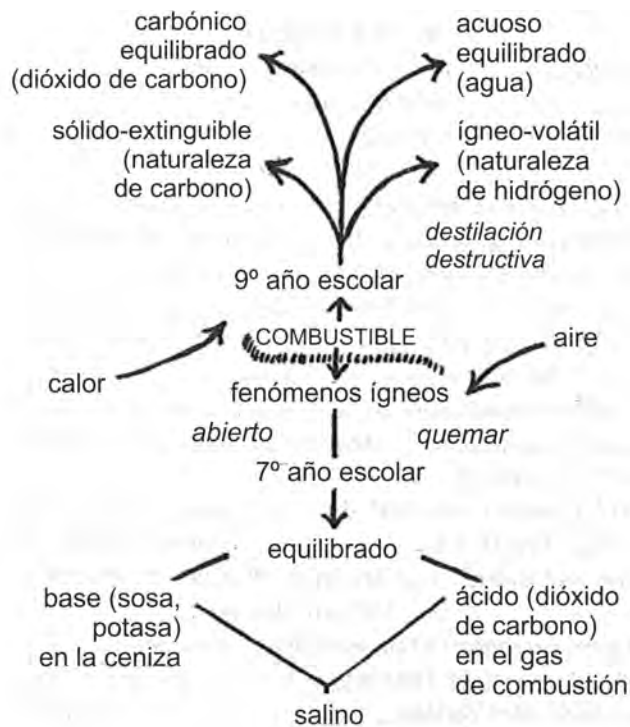 carbónico
equilibrado
(dióxido de carbono)
acuoso
equilibrado
(agua)
sólido-extinguible
(naturaleza
de carbono)
ígneo-volátil
(naturaleza
de hidrógeno)
destilación
destructiva
9º año escolar
COMBUSTIBLE
aire
calor
fenómenos ígneos
abierto
quemar
7º año escolar
equilibrado
base (sosa,
potasa)
en la ceniza
ácido (dióxido
de carbono)
en el gas
de combustión
salino